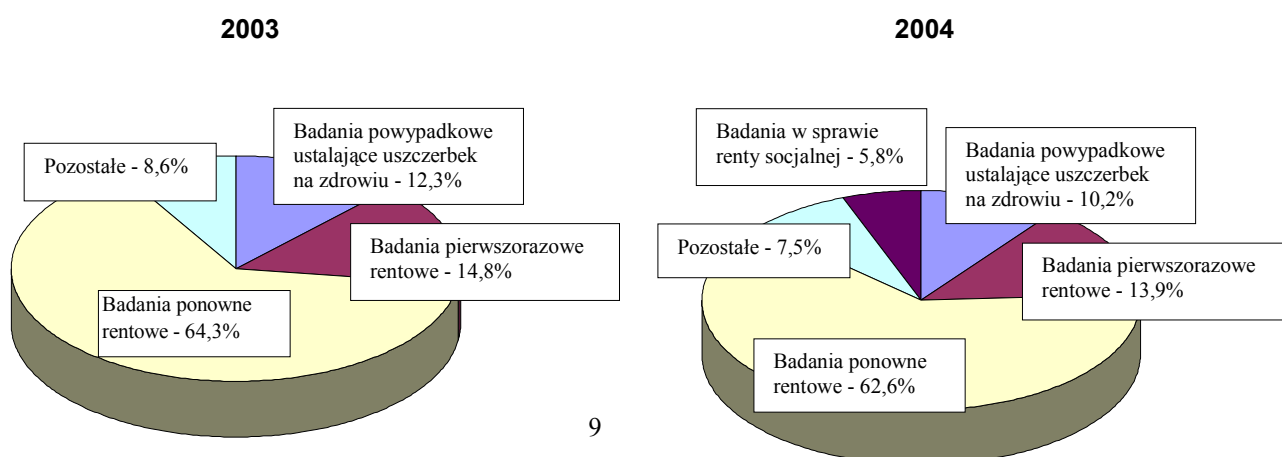 2003
Pozostałe - 8,6%
Badania powypadkowe
ustalające uszczerbek
na zdrowiu - 12,3%
Badania pierwszorazowe
rentowe - 14,8%
Badania ponowne
rentowe - 64,3%
2004
Badania w sprawie
renty socjalnej - 5,8%
Badania powypadkowe
ustalające uszczerbek
na zdrowiu - 10,2%
Pozostałe - 7,5%
Badania pierwszorazowe
rentowe - 13,9%
Badania ponowne
rentowe - 62,6%
9